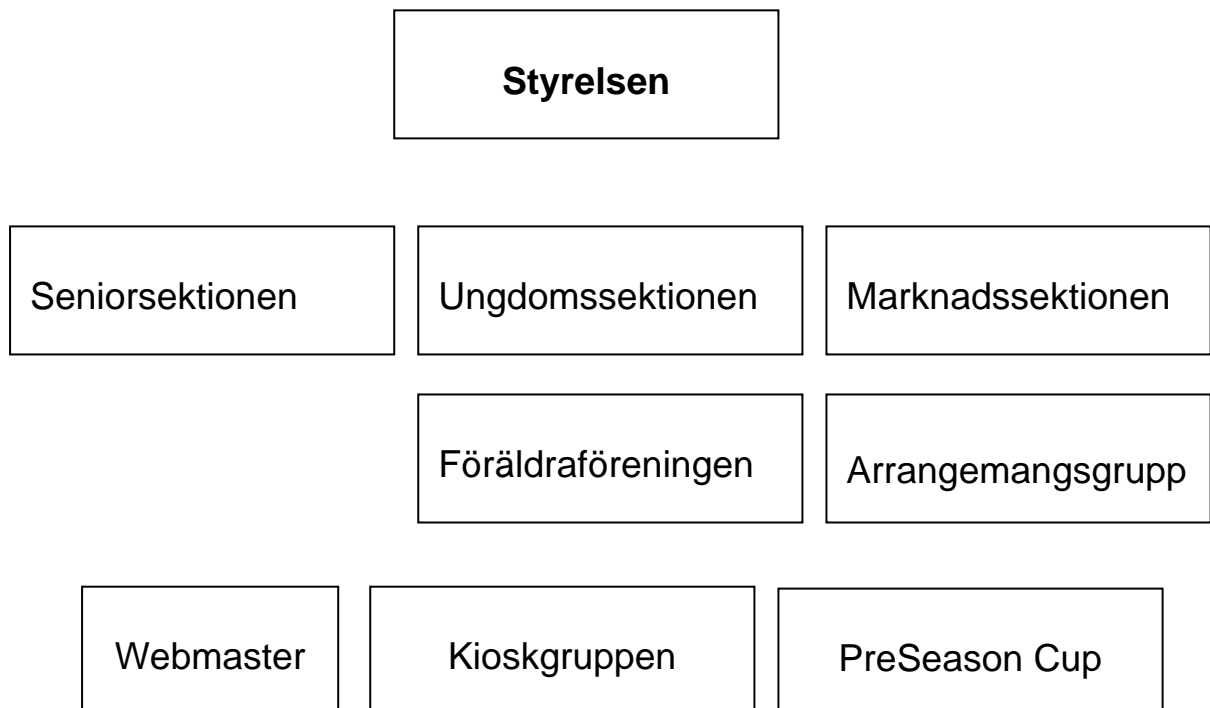 Styrelsen
Seniorsektionen
Ungdomssektionen
Marknadssektionen
Föräldraföreningen
Arrangemangsgrupp
Webmaster
Kioskgruppen
PreSeason Cup